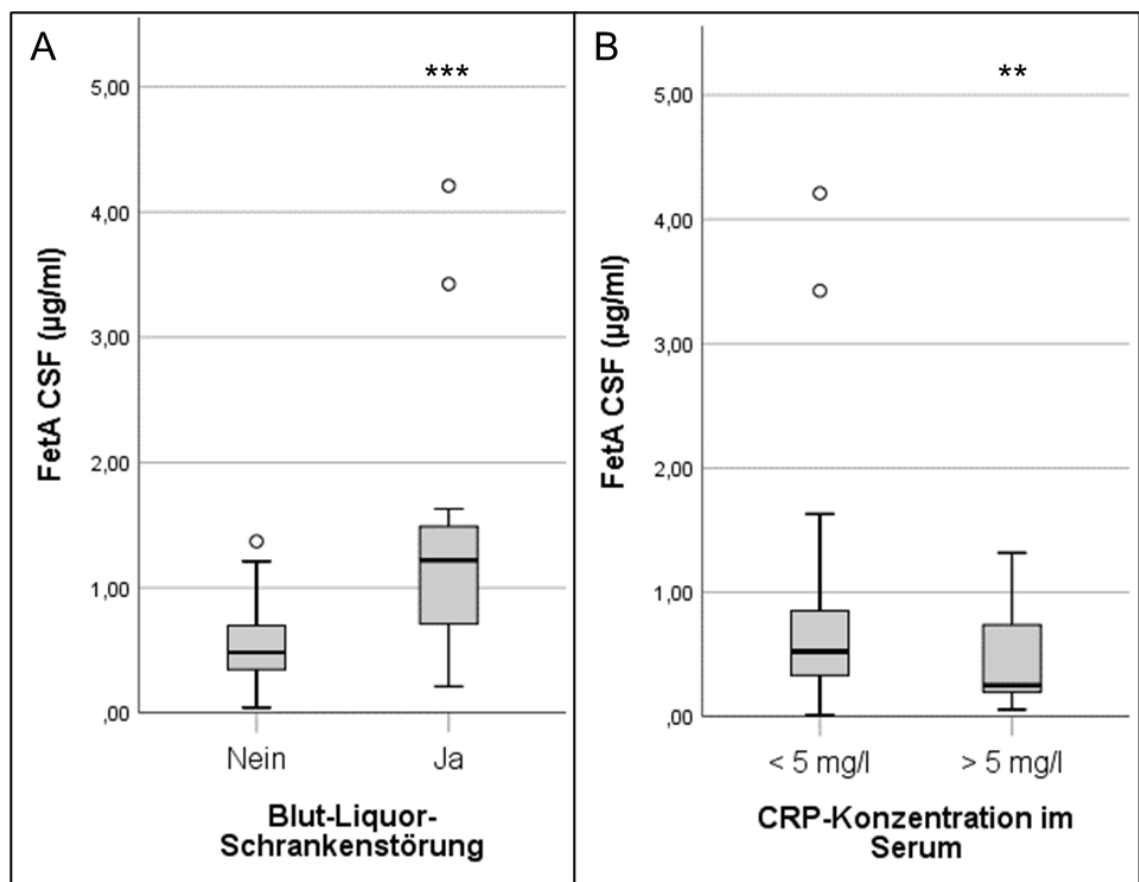 A
***
5,00
4,00
3,00
2,00
1,00
,00
FetA CSF (µg/ml)
Nein
Ja
Blut-Liquor-
Schrankenstörung
B
**
5,00
4,00
3,00
2,00
1,00
,00
FetA CSF (µg/ml)
< 5 mg/l
> 5 mg/l
CRP-Konzentration im
Serum